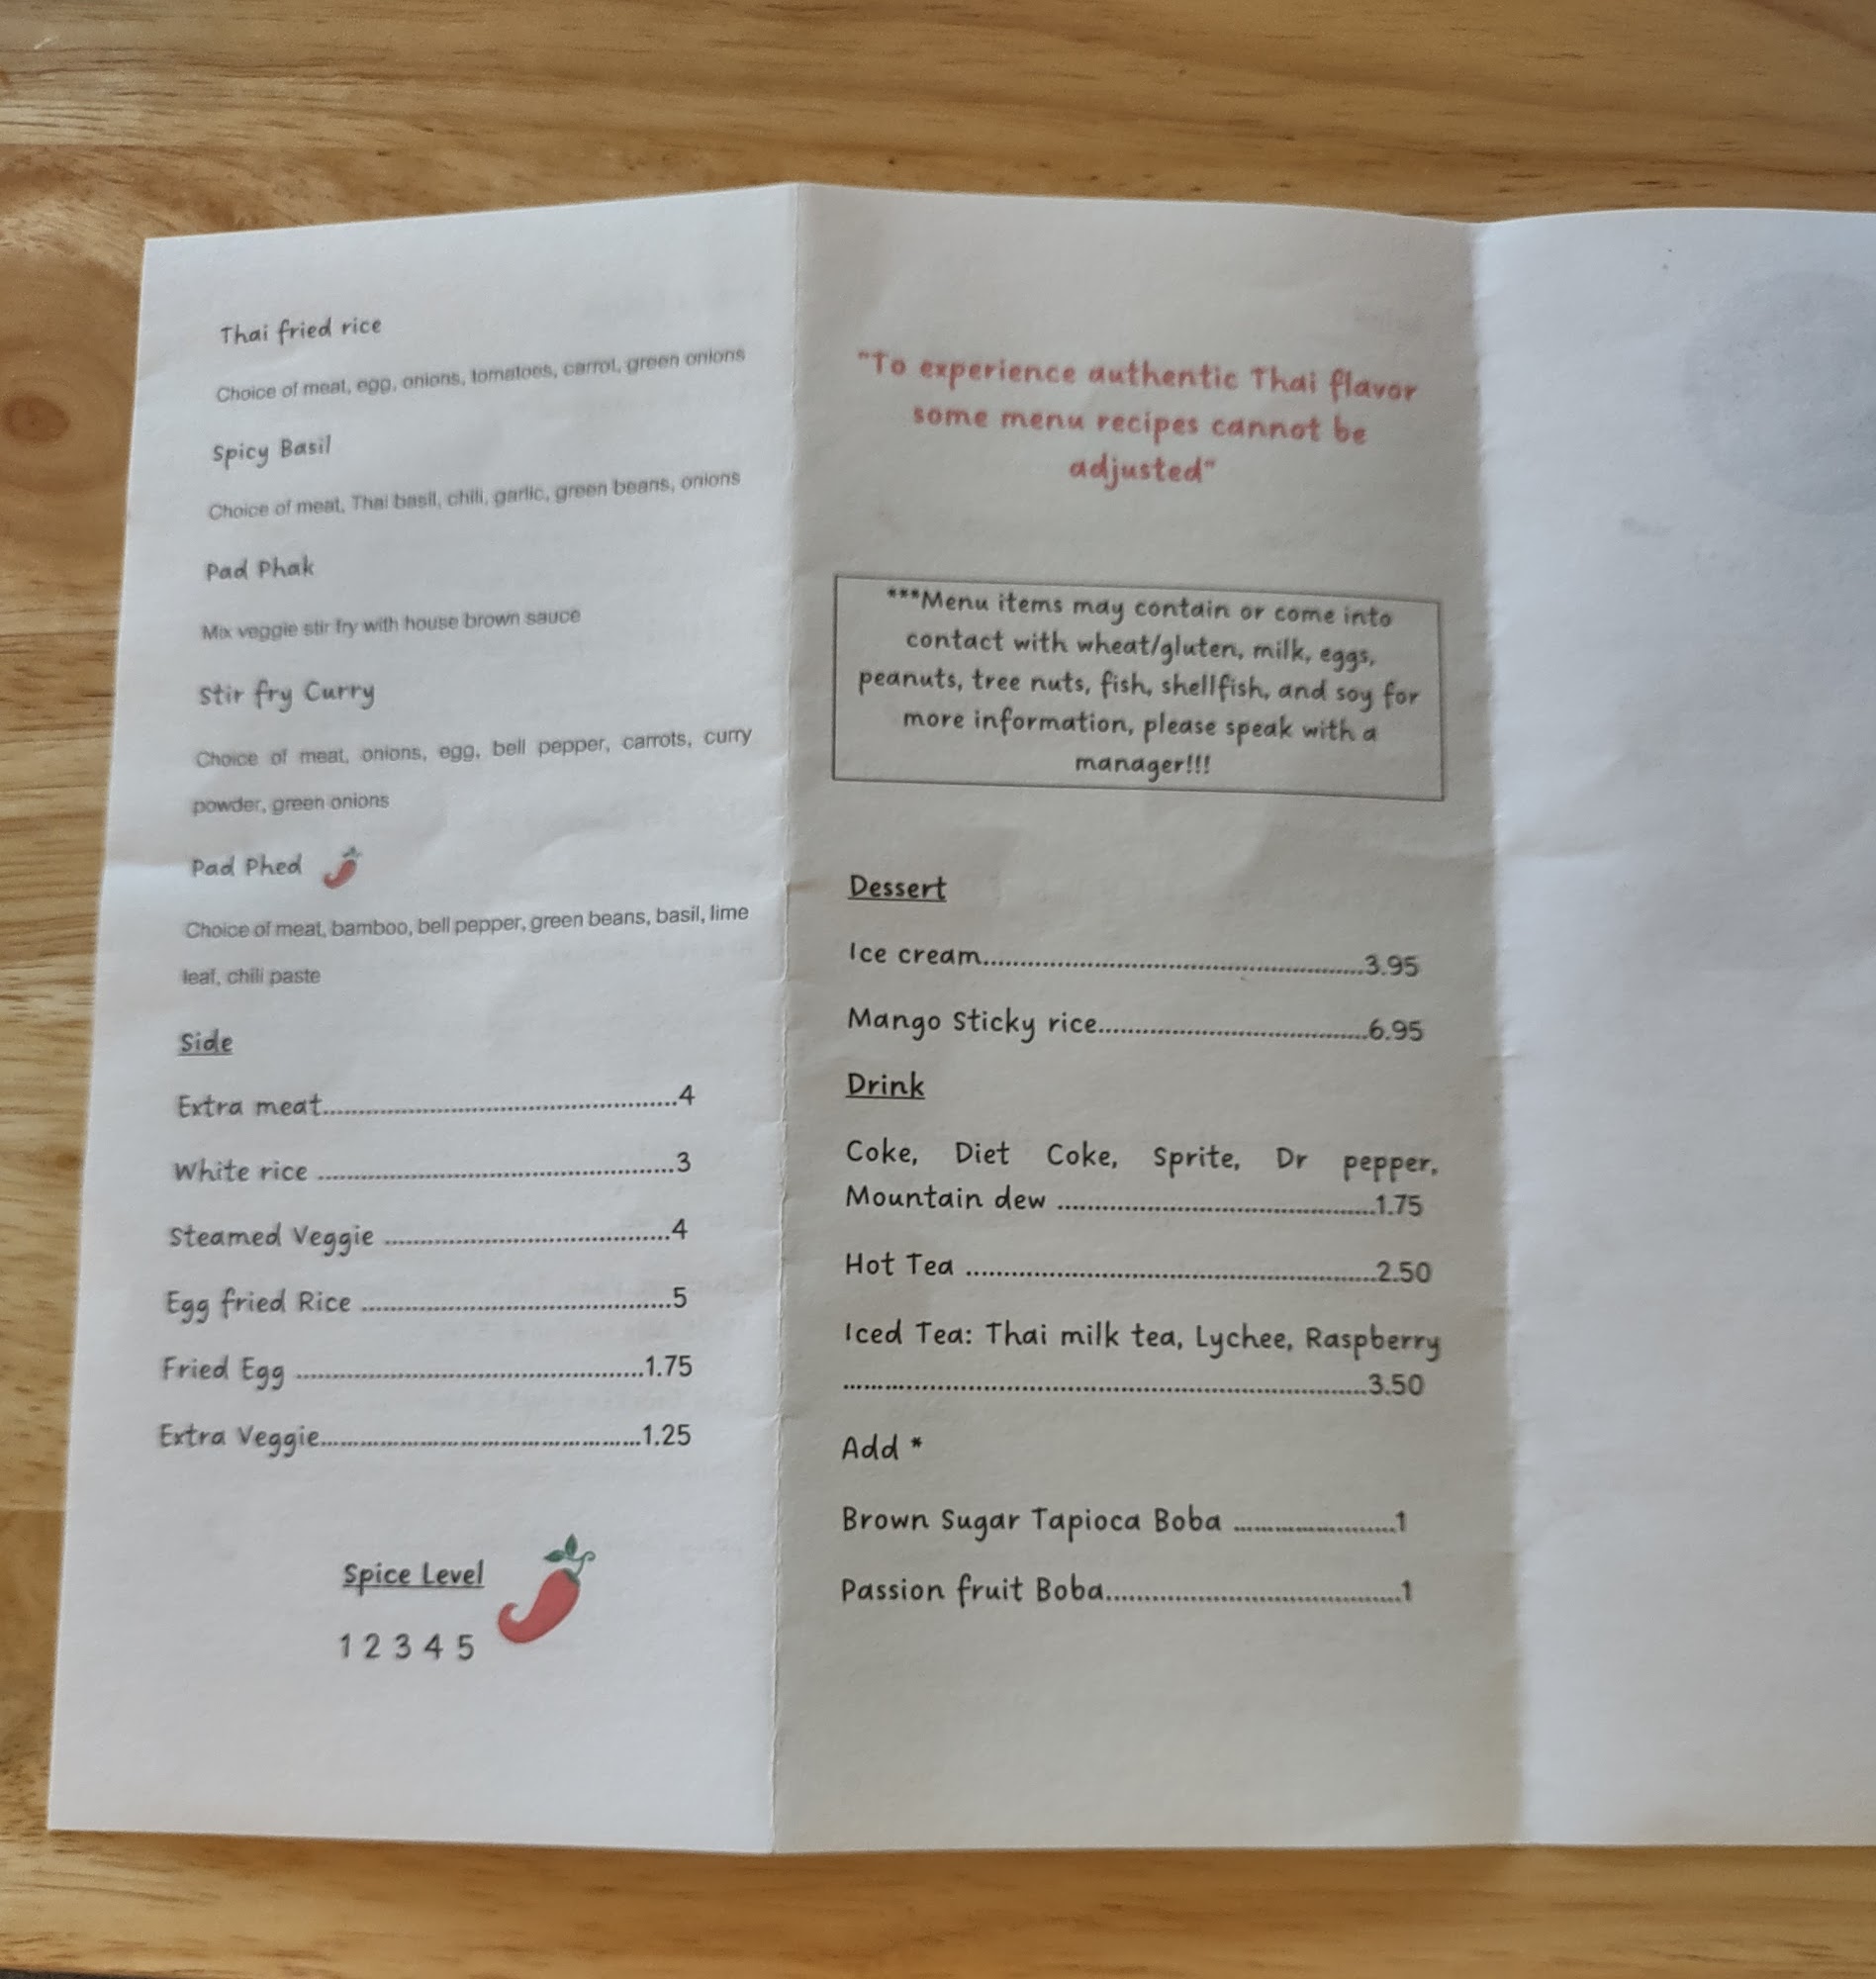 Thai fried rice
Choice of meat, egg, onions, tomatoes, carrot, green onions
Spicy Basil
Choice of meat, Thai basil, chili, garlic, green beans, onions
Pad Phak
Mix veggie stir fry with house brown sauce
Stir fry Curry
Choice of meat, onions, egg, bell pepper, carrots, curry
powder, green onions
Pad Phed
Choice of meat, bamboo, bell pepper, green beans, basil, lime
leaf, chili paste
Side
Extra meat................................................4
White rice ................................................3
Steamed Veggie .......................................4
Egg fried Rice ..........................................5
Fried Egg ...............................................1.75
Extra Veggie...........................................1.25
Spice Level
1 2 3 4 5
"To experience authentic Thai flavor
some menu recipes cannot be
adjusted"
***Menu items may contain or come into
contact with wheat/gluten, milk, eggs,
peanuts, tree nuts, fish, shellfish, and soy for
more information, please speak with a
manager!!!
Dessert
Ice cream...................................................3.95
Mango Sticky rice....................................6.95
Drink
Coke, Diet Coke, Sprite, Dr pepper,
Mountain dew ...........................................1.75
Hot Tea .......................................................2.50
Iced Tea: Thai milk tea, Lychee, Raspberry
......................................................................3.50
Add *
Brown Sugar Tapioca Boba ......................1
Passion fruit Boba........................................1